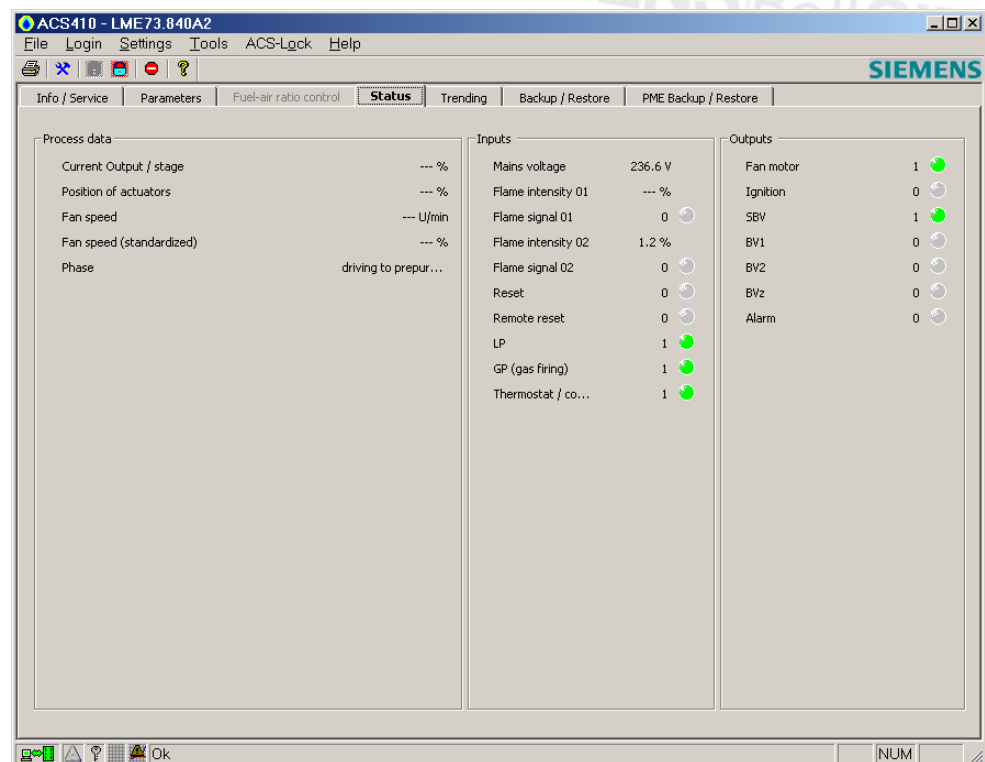 ACS410 - LME73.840A2
File Login Settings Tools ACS-Lock Help
SIEMENS
Info / Service Parameters Fuel-air ratio control Status Trending Backup / Restore PME Backup / Restore
Process data
Current Output / stage --- %
Position of actuators --- %
Fan speed --- U/min
Fan speed (standardized) --- %
Phase driving to prepur...
Inputs
Mains voltage 236.6 V
Flame intensity 01 --- %
Flame signal 01 0
Flame intensity 02 1.2 %
Flame signal 02 0
Reset 0
Remote reset 0
LP 1
GP (gas firing) 1
Thermostat / co... 1
Outputs
Fan motor 1
Ignition 0
SBV 1
BV1 0
BV2 0
BVz 0
Alarm 0
Ok NUM